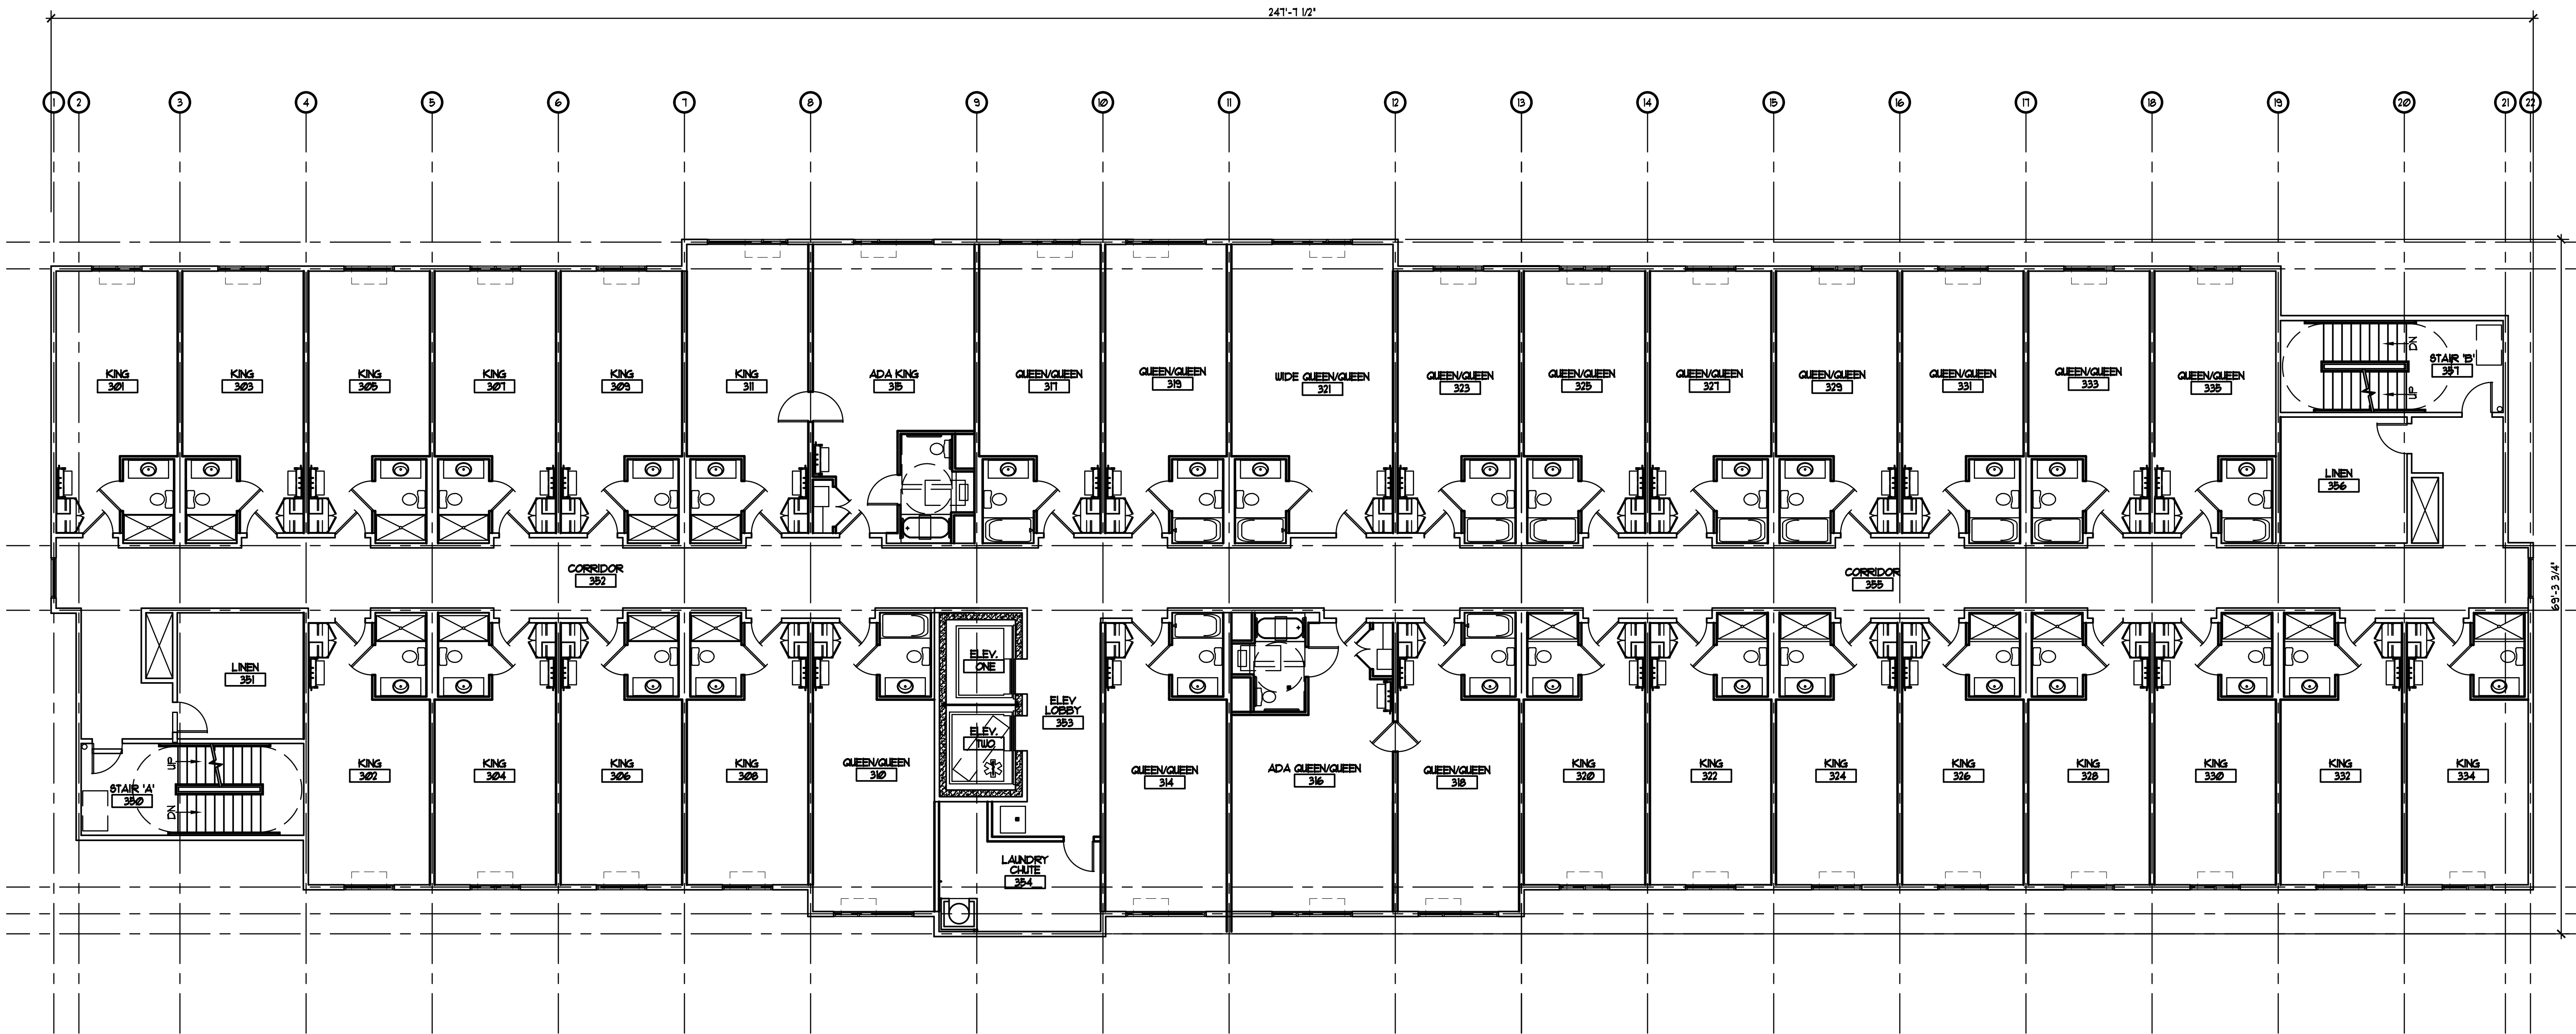 247'-7 1/2"
1
2
3
4
5
6
7
8
9
10
11
12
13
14
15
16
17
18
19
20
21
22
KING
301
KING
303
KING
305
KING
307
KING
309
KING
311
ADA KING
315
QUEEN/QUEEN
317
QUEEN/QUEEN
319
WIDE QUEEN/QUEEN
321
QUEEN/QUEEN
323
QUEEN/QUEEN
325
QUEEN/QUEEN
327
QUEEN/QUEEN
329
QUEEN/QUEEN
331
QUEEN/QUEEN
333
QUEEN/QUEEN
335
DN
UP
STAIR 'B'
357
LINEN
356
CORRIDOR
352
CORRIDOR
355
69'-3 3/4"
LINEN
351
UP
DN
STAIR 'A'
350
KING
302
KING
304
KING
306
KING
308
QUEEN/QUEEN
310
ELEV.
ONE
ELEV.
TWO
ELEV
LOBBY
353
LAUNDRY
CHUTE
354
QUEEN/QUEEN
314
ADA QUEEN/QUEEN
316
QUEEN/QUEEN
318
KING
320
KING
322
KING
324
KING
326
KING
328
KING
330
KING
332
KING
334